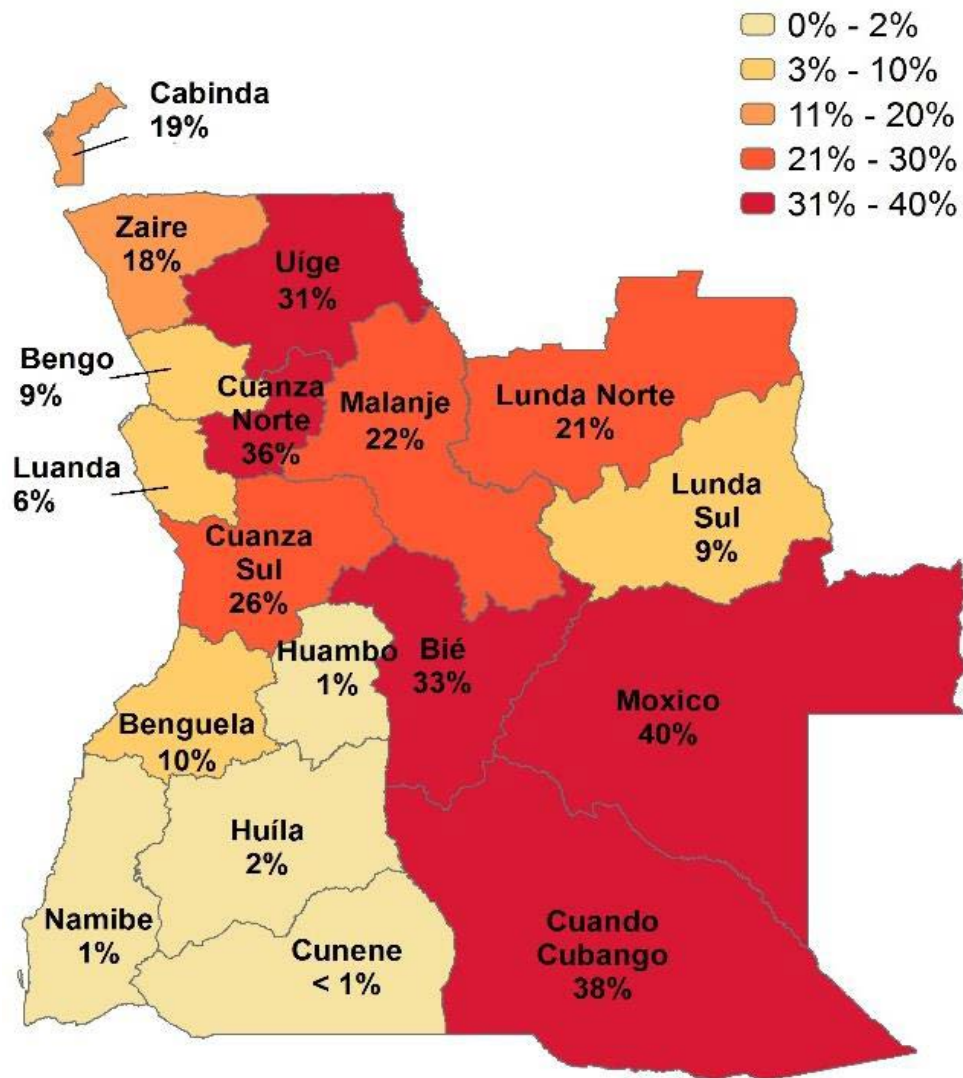 0% - 2%
3% - 10%
11% - 20%
21% - 30%
31% - 40%
Cabinda
19%
Zaire
18%
Uíge
31%
Bengo
9%
Cuanza
Norte
36%
Malanje
22%
Lunda Norte
21%
Luanda
6%
Lunda
Sul
9%
Cuanza
Sul
26%
Huambo
1%
Bié
33%
Moxico
40%
Benguela
10%
Huíla
2%
Namibe
1%
Cunene
< 1%
Cuando
Cubango
38%